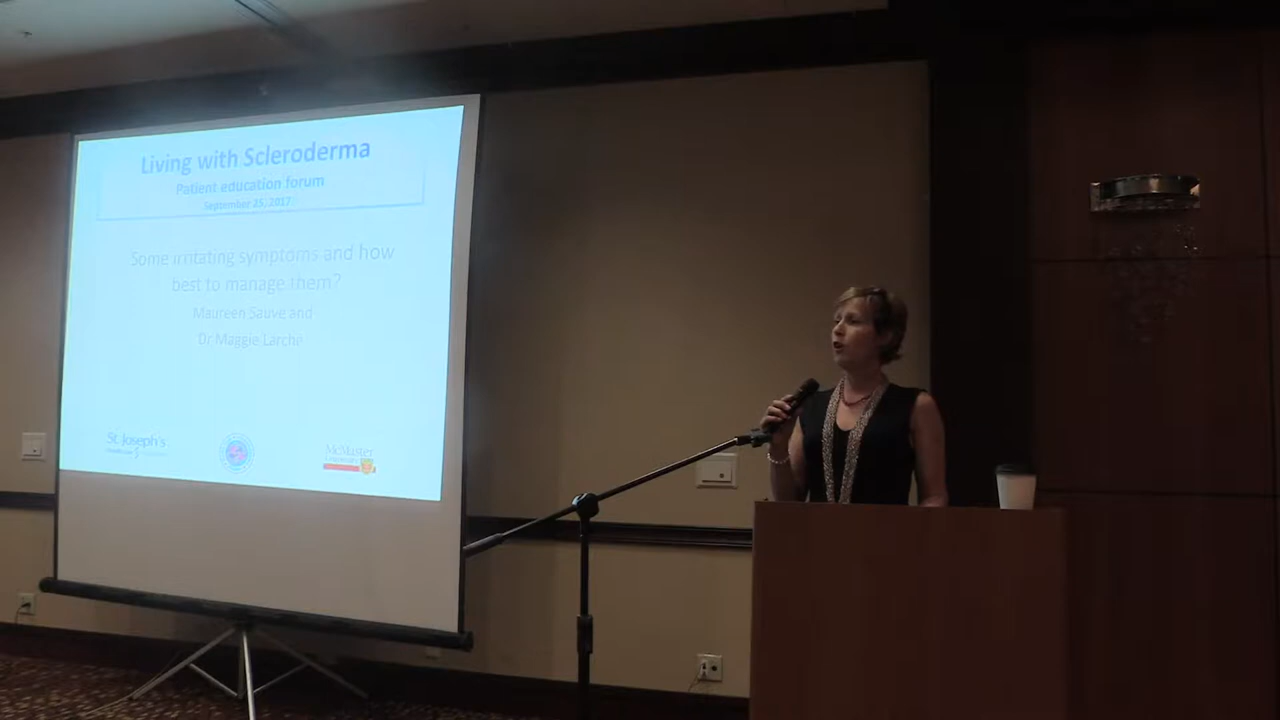 Living with Scleroderma
Patient education forum
September 25, 2017
Some irritating symptoms and how
best to manage them?
Maureen Sauve and
Dr Maggie Larche
St. Joseph's
McMaster
University